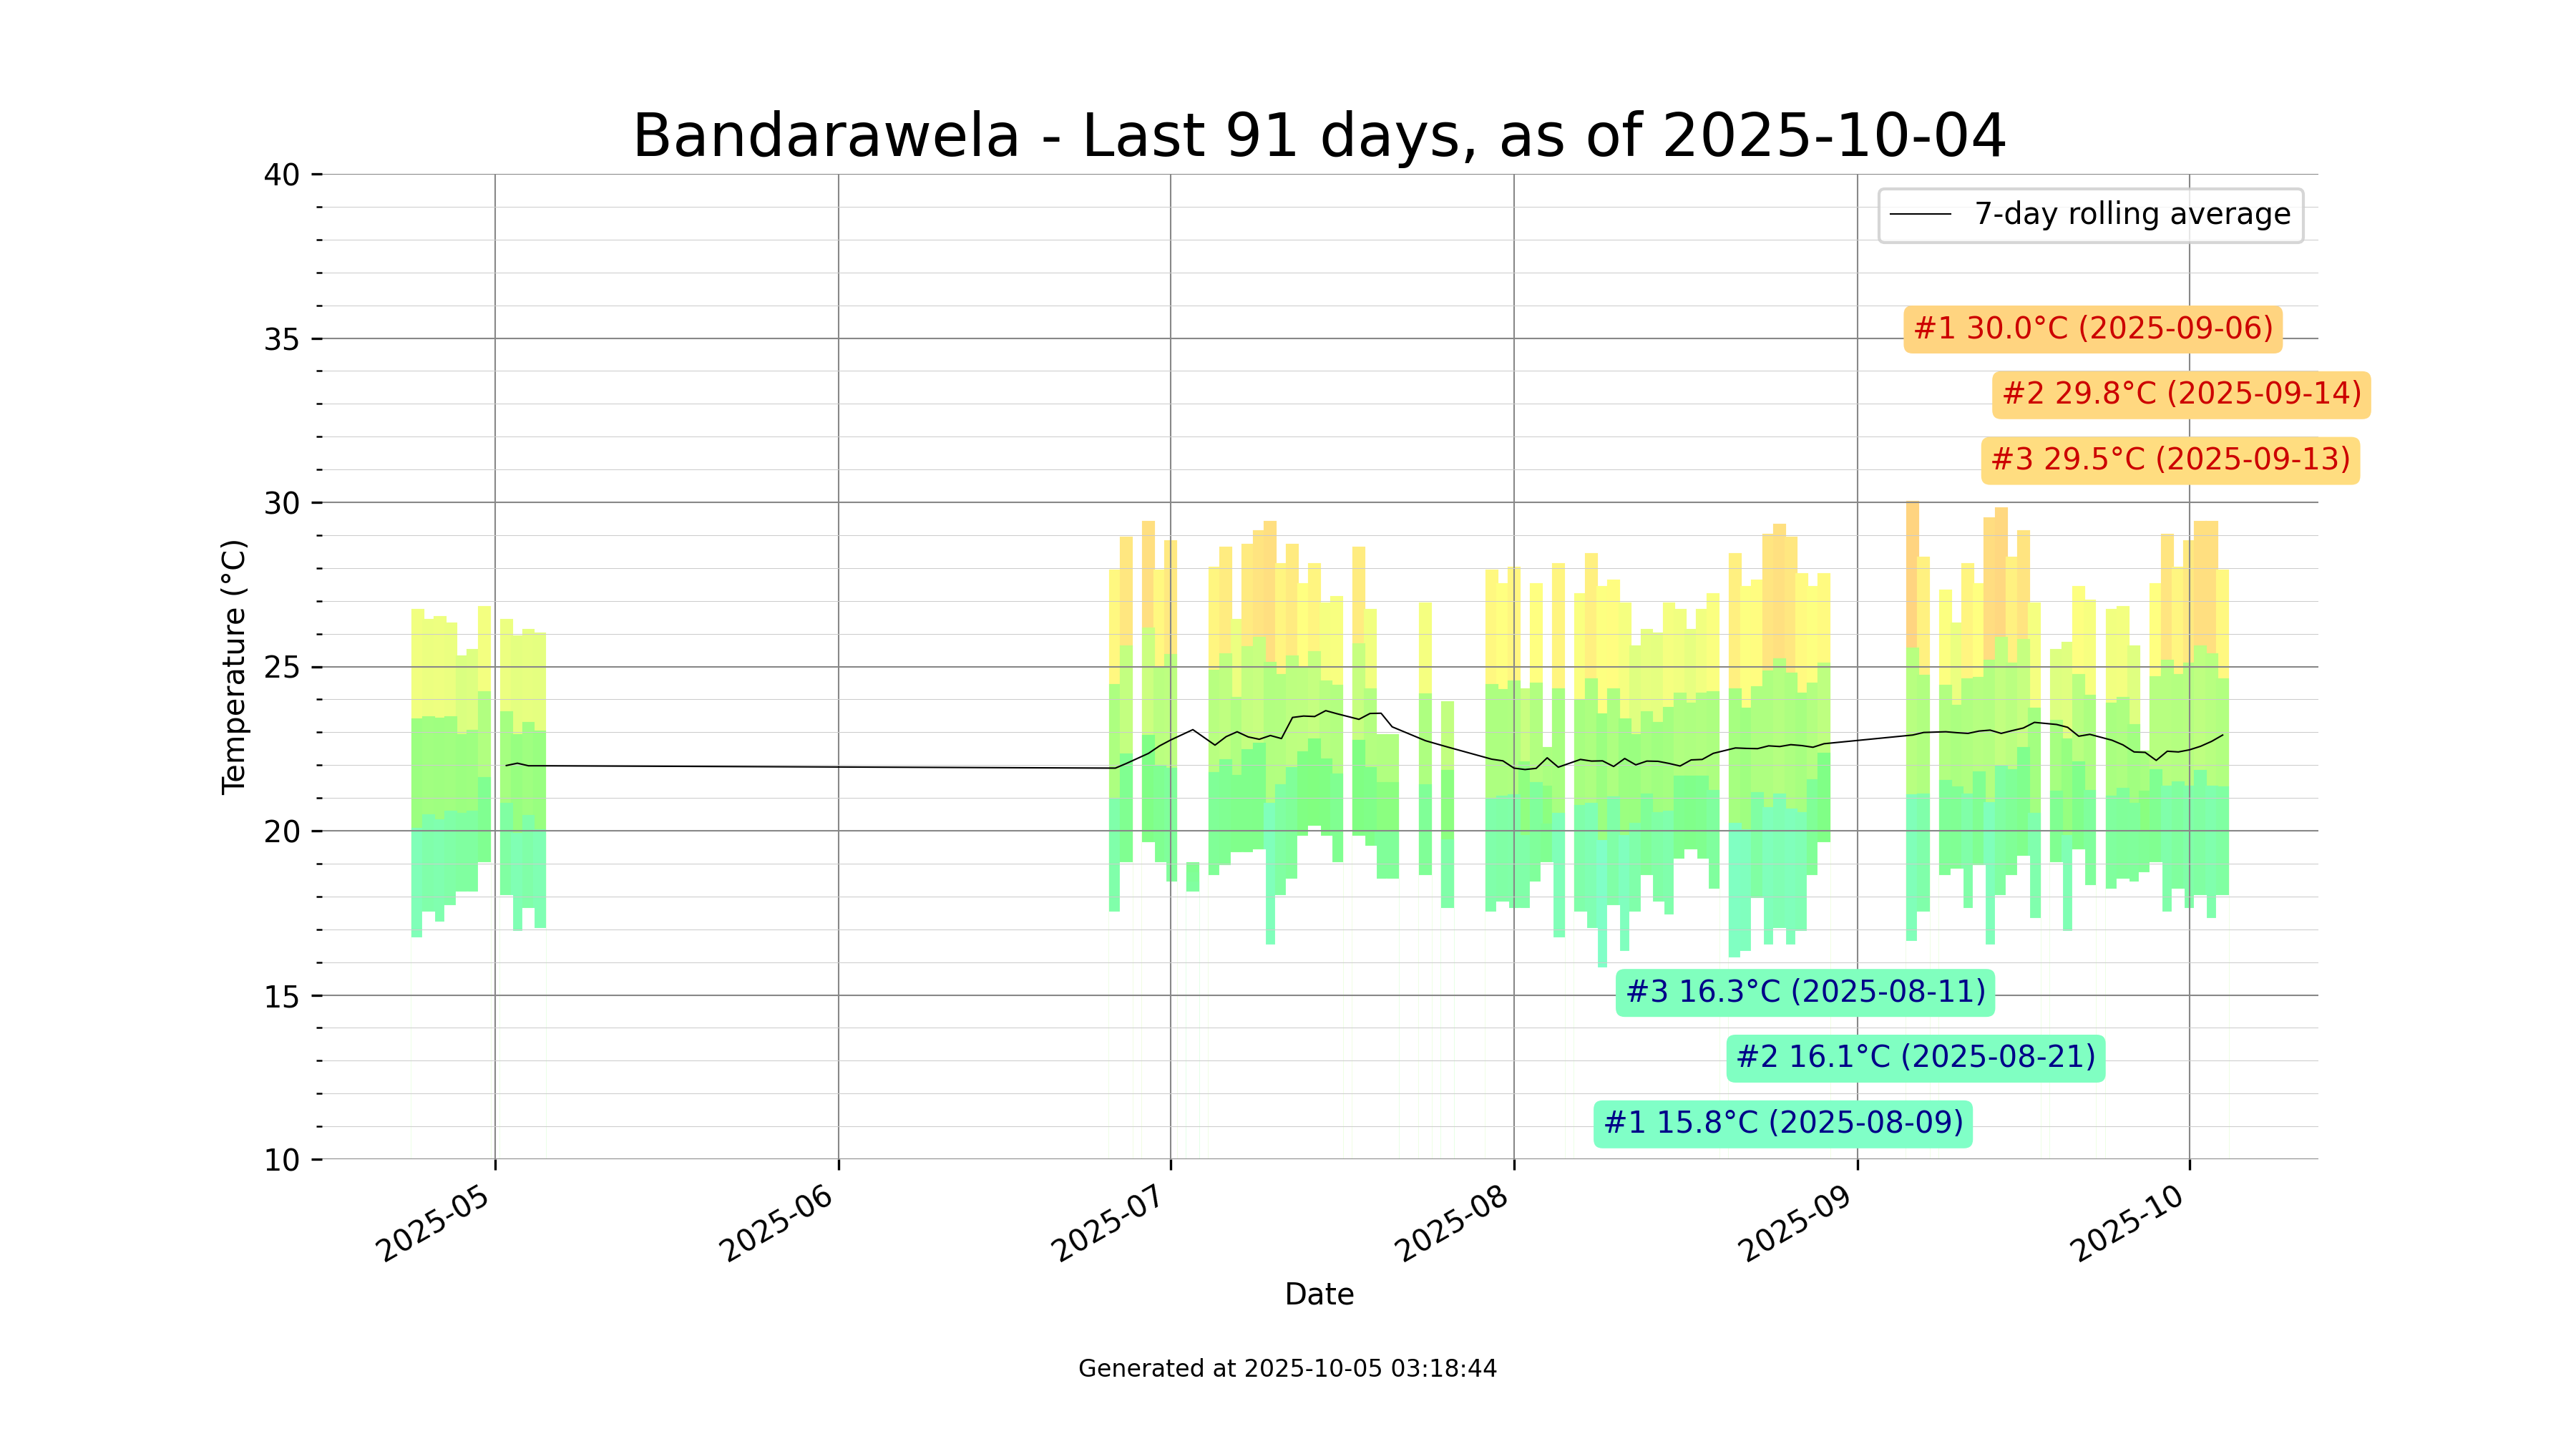 Bandarawela - Last 91 days, as of 2025-10-04
40
35
30
25
20
15
10
Temperature (°C)
7-day rolling average
#1 30.0°C (2025-09-06)
#2 29.8°C (2025-09-14)
#3 29.5°C (2025-09-13)
#3 16.3°C (2025-08-11)
#2 16.1°C (2025-08-21)
#1 15.8°C (2025-08-09)
2025-05
2025-06
2025-07
2025-08
2025-09
2025-10
Date
Generated at 2025-10-05 03:18:44